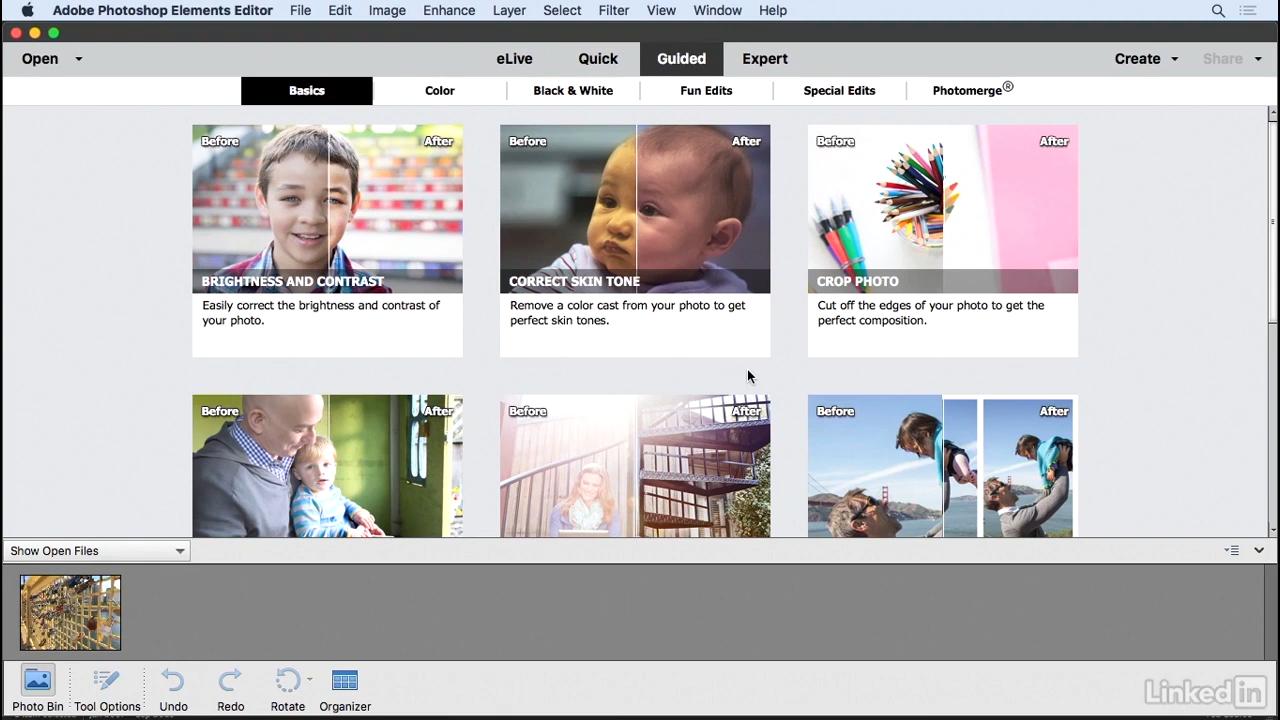 Adobe Photoshop Elements Editor File Edit Image Enhance Layer Select Filter View Window Help
Open eLive Quick Guided Expert Create Share
Basics Color Black & White Fun Edits Special Edits Photomerge®
Before After Before After Before After
BRIGHTNESS AND CONTRAST CORRECT SKIN TONE CROP PHOTO
Easily correct the brightness and contrast of Remove a color cast from your photo to get Cut off the edges of your photo to get the
your photo. perfect skin tones. perfect composition.
Before After Before After Before After
Show Open Files
Photo Bin Tool Options Undo Redo Rotate Organizer
LinkedIn